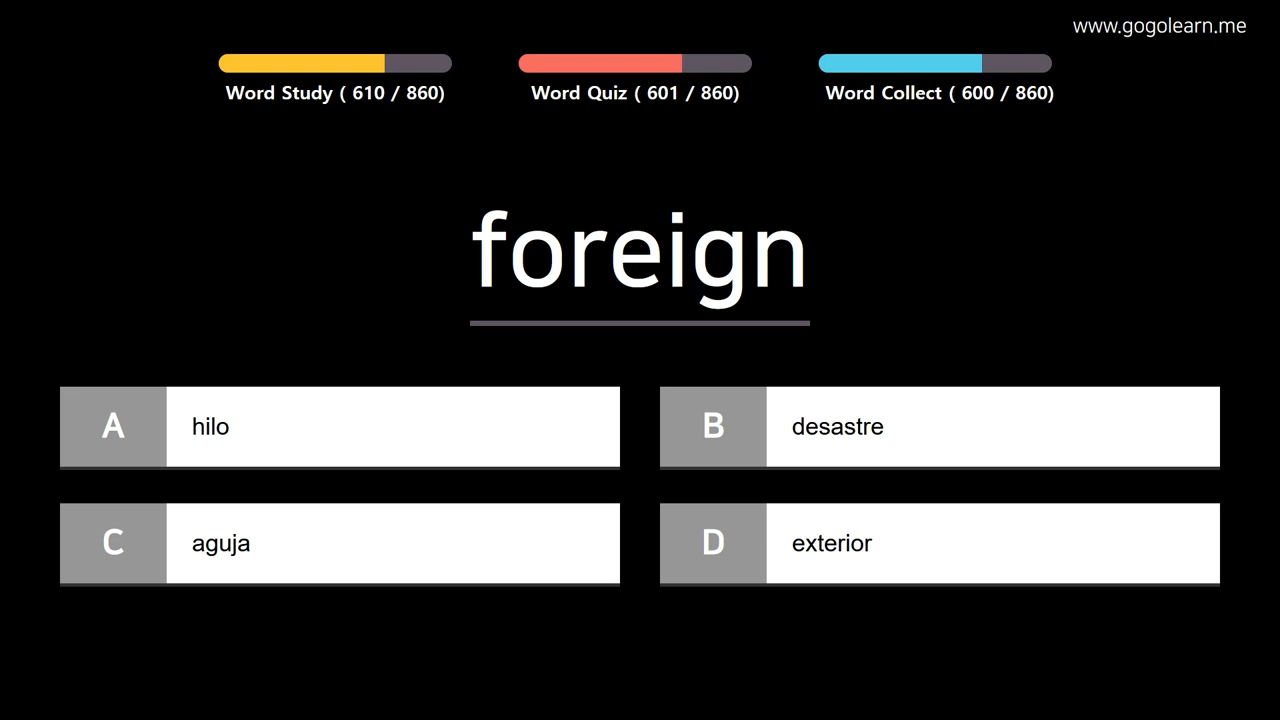 www.gogolearn.me
Word Study ( 610 / 860)
Word Quiz ( 601 / 860)
Word Collect ( 600 / 860)
foreign
A hilo
B desastre
C aguja
D exterior